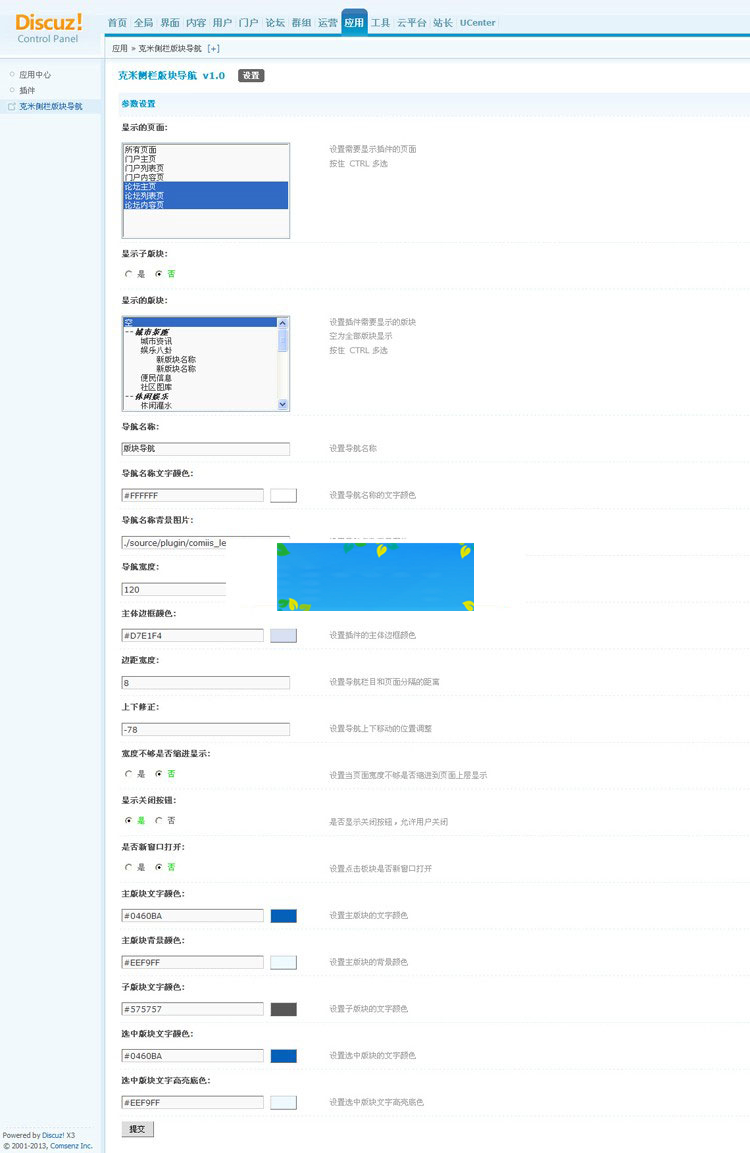 Discuz!
Control Panel
首页 全局 界面 内容 用户 门户 论坛 群组 运营 应用 工具 云平台 站长 UCenter
应用 » 克米侧栏版块导航 [+]
应用中心
插件
克米侧栏版块导航
克米侧栏版块导航 v1.0 设置
参数设置
显示的页面:
所有页面
门户主页
门户列表页
门户内容页
论坛主页
论坛列表页
论坛内容页
设置需要显示插件的页面
按住 CTRL 多选
显示子版块:
是 否
显示的版块:
空
--城市茶座
城市资讯
娱乐八卦
新版块名称
新版块名称
便民信息
社区图库
--休闲娱乐
休闲灌水
设置插件需要显示的版块
空为全部版块显示
按住 CTRL 多选
导航名称:
版块导航 设置导航名称
导航名称文字颜色:
#FFFFFF 设置导航名称的文字颜色
导航名称背景图片:
./source/plugin/comiis_le
导航宽度:
120
主体边框颜色:
#D7E1F4 设置插件的主体边框颜色
边距宽度:
8 设置导航栏目和页面分隔的距离
上下修正:
-78 设置导航上下移动的位置调整
宽度不够是否缩进显示:
是 否 设置当页面宽度不够是否缩进到页面上层显示
显示关闭按钮:
是 否 是否显示关闭按钮，允许用户关闭
是否新窗口打开:
是 否 设置点击板块是否新窗口打开
主版块文字颜色:
#0460BA 设置主版块的文字颜色
主版块背景颜色:
#EEF9FF 设置主版块的背景颜色
子版块文字颜色:
#575757 设置子版块的文字颜色
选中版块文字颜色:
#0460BA 设置选中版块的文字颜色
选中版块文字高亮底色:
#EEF9FF 设置选中版块文字高亮底色
提交
Powered by Discuz! X3
© 2001-2013, Comsenz Inc.